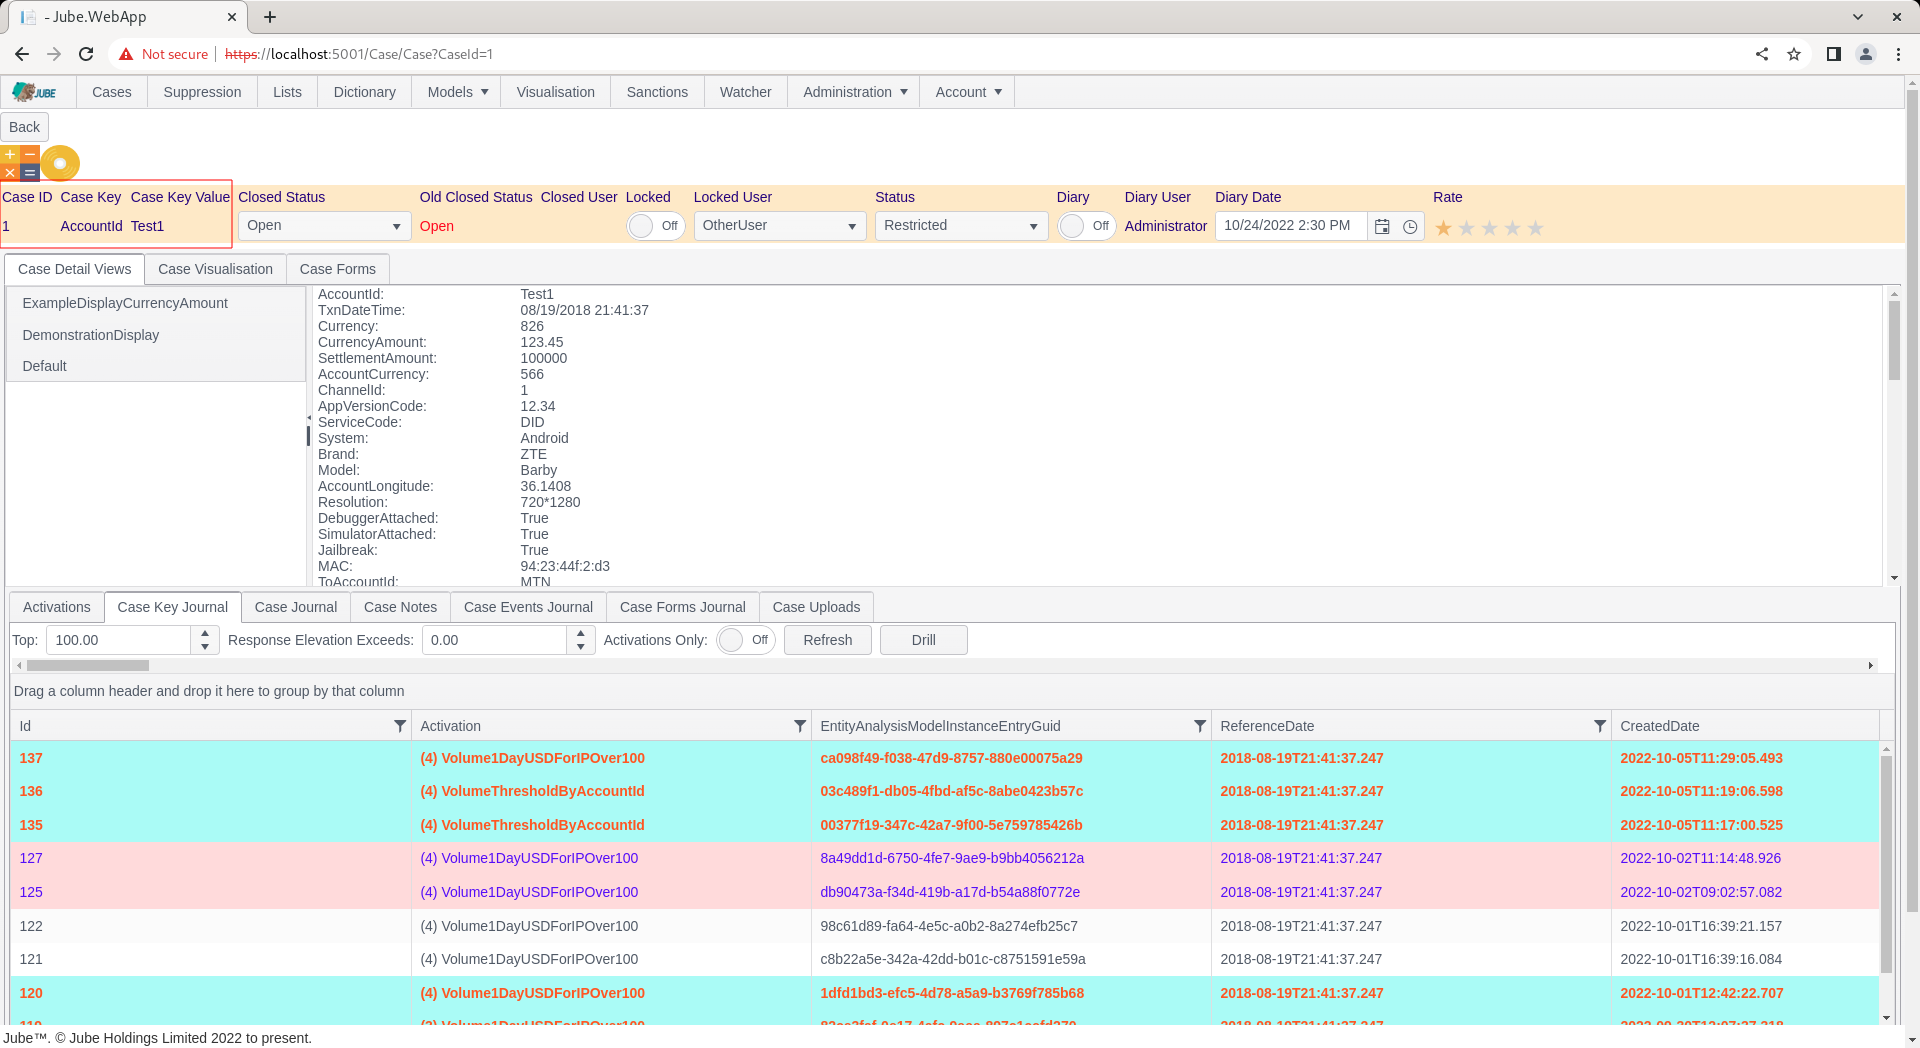 - Jube.WebApp
Not secure https://localhost:5001/Case/Case?CaseId=1
JUBE Cases Suppression Lists Dictionary Models Visualisation Sanctions Watcher Administration Account
Back
Case ID Case Key Case Key Value Closed Status Old Closed Status Closed User Locked Locked User Status Diary Diary User Diary Date Rate
1 AccountId Test1 Open Open Off OtherUser Restricted Off Administrator 10/24/2022 2:30 PM
Case Detail Views Case Visualisation Case Forms
ExampleDisplayCurrencyAmount
DemonstrationDisplay
Default
AccountId: Test1
TxnDateTime: 08/19/2018 21:41:37
Currency: 826
CurrencyAmount: 123.45
SettlementAmount: 100000
AccountCurrency: 566
ChannelId: 1
AppVersionCode: 12.34
ServiceCode: DID
System: Android
Brand: ZTE
Model: Barby
AccountLongitude: 36.1408
Resolution: 720*1280
DebuggerAttached: True
SimulatorAttached: True
Jailbreak: True
MAC: 94:23:44f:2:d3
ToAccountId: MTN
Activations Case Key Journal Case Journal Case Notes Case Events Journal Case Forms Journal Case Uploads
Top: 100.00 Response Elevation Exceeds: 0.00 Activations Only: Off Refresh Drill
Drag a column header and drop it here to group by that column
Id Activation EntityAnalysisModelInstanceEntryGuid ReferenceDate CreatedDate
137 (4) Volume1DayUSDForIPOver100 ca098f49-f038-47d9-8757-880e00075a29 2018-08-19T21:41:37.247 2022-10-05T11:29:05.493
136 (4) VolumeThresholdByAccountId 03c489f1-db05-4fbd-af5c-8abe0423b57c 2018-08-19T21:41:37.247 2022-10-05T11:19:06.598
135 (4) VolumeThresholdByAccountId 00377f19-347c-42a7-9f00-5e759785426b 2018-08-19T21:41:37.247 2022-10-05T11:17:00.525
127 (4) Volume1DayUSDForIPOver100 8a49dd1d-6750-4fe7-9ae9-b9bb4056212a 2018-08-19T21:41:37.247 2022-10-02T11:14:48.926
125 (4) Volume1DayUSDForIPOver100 db90473a-f34d-419b-a17d-b54a88f0772e 2018-08-19T21:41:37.247 2022-10-02T09:02:57.082
122 (4) Volume1DayUSDForIPOver100 98c61d89-fa64-4e5c-a0b2-8a274efb25c7 2018-08-19T21:41:37.247 2022-10-01T16:39:21.157
121 (4) Volume1DayUSDForIPOver100 c8b22a5e-342a-42dd-b01c-c8751591e59a 2018-08-19T21:41:37.247 2022-10-01T16:39:16.084
120 (4) Volume1DayUSDForIPOver100 1dfd1bd3-efc5-4d78-a5a9-b3769f785b68 2018-08-19T21:41:37.247 2022-10-01T12:42:22.707
Jube™. © Jube Holdings Limited 2022 to present.